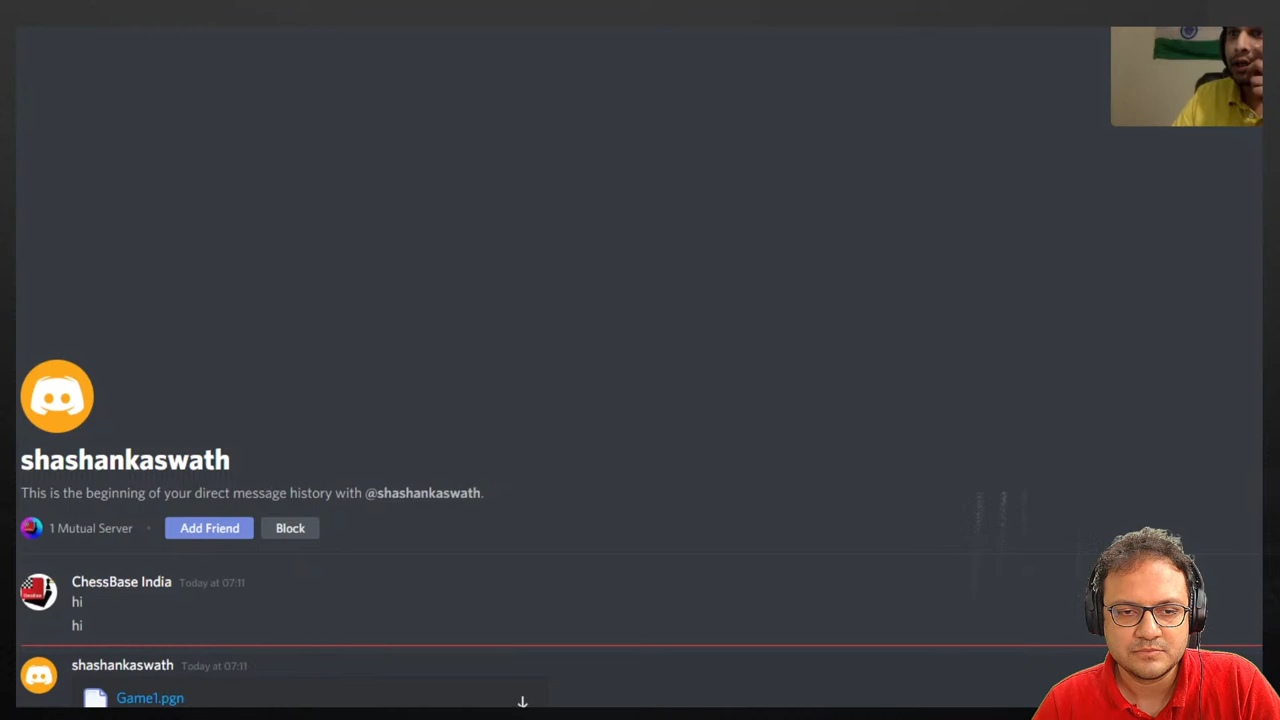 shashankaswath
This is the beginning of your direct message history with @shashankaswath.
1 Mutual Server • Add Friend Block
ChessBase India Today at 07:11
hi
hi
shashankaswath Today at 07:11
Game1.pgn